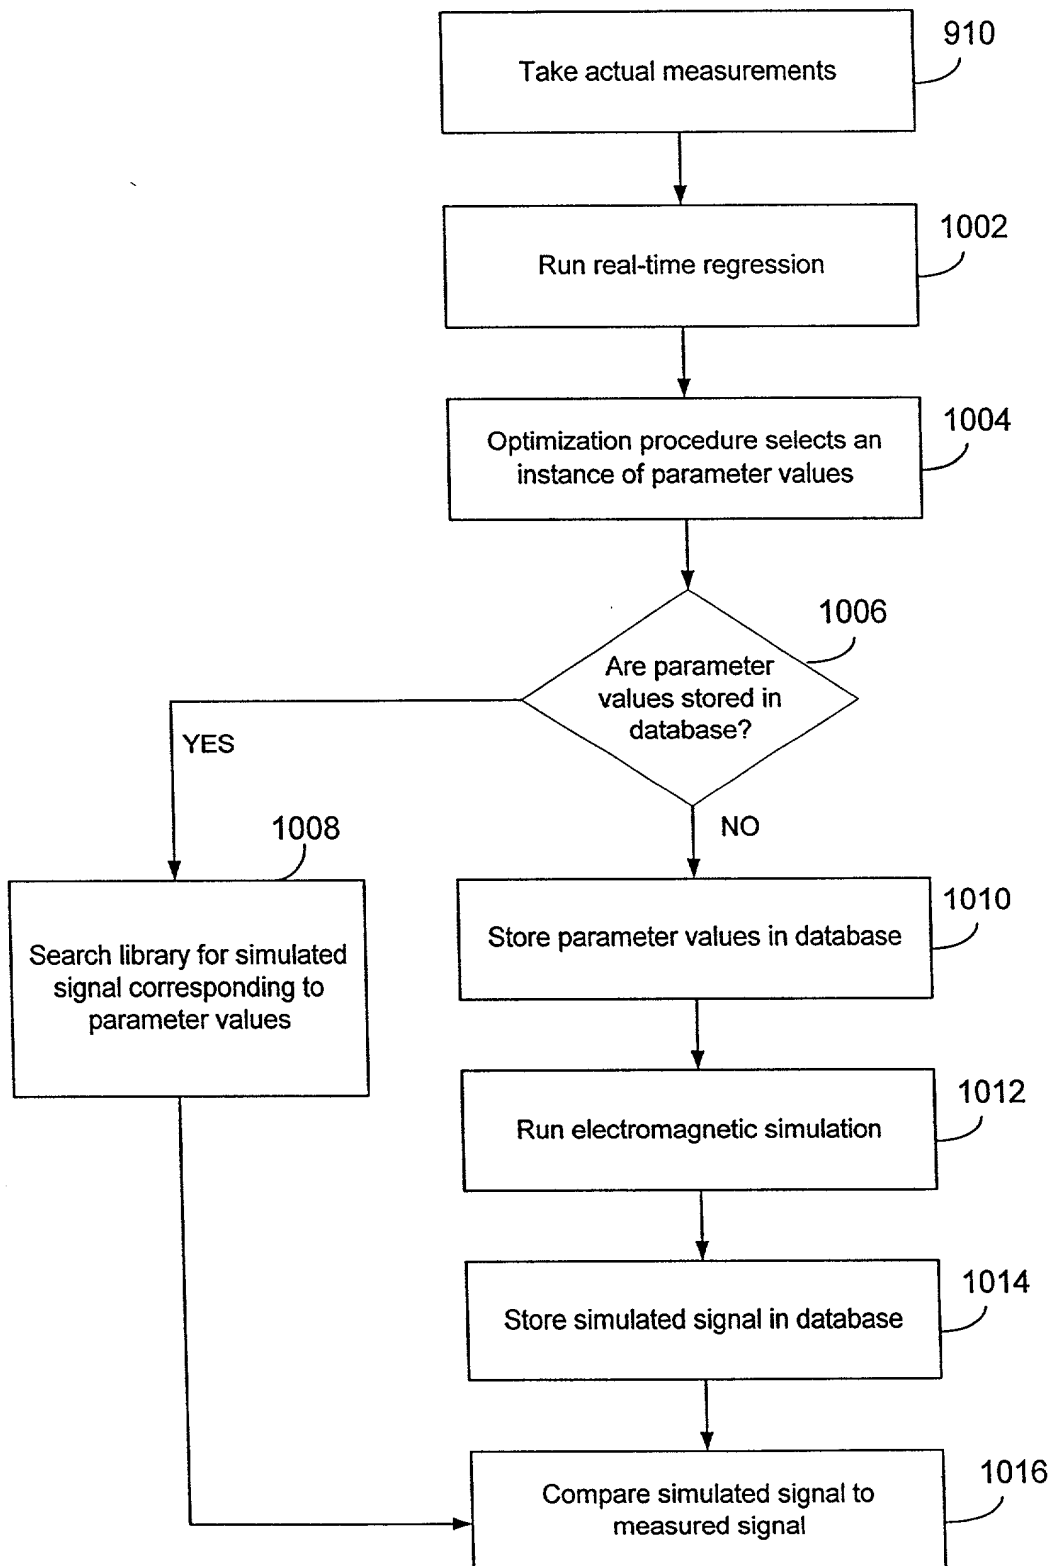 910
Take actual measurements
1002
Run real-time regression
1004
Optimization procedure selects an
instance of parameter values
1006
Are parameter
values stored in
database?
YES
NO
1008
Search library for simulated
signal corresponding to
parameter values
1010
Store parameter values in database
1012
Run electromagnetic simulation
1014
Store simulated signal in database
1016
Compare simulated signal to
measured signal